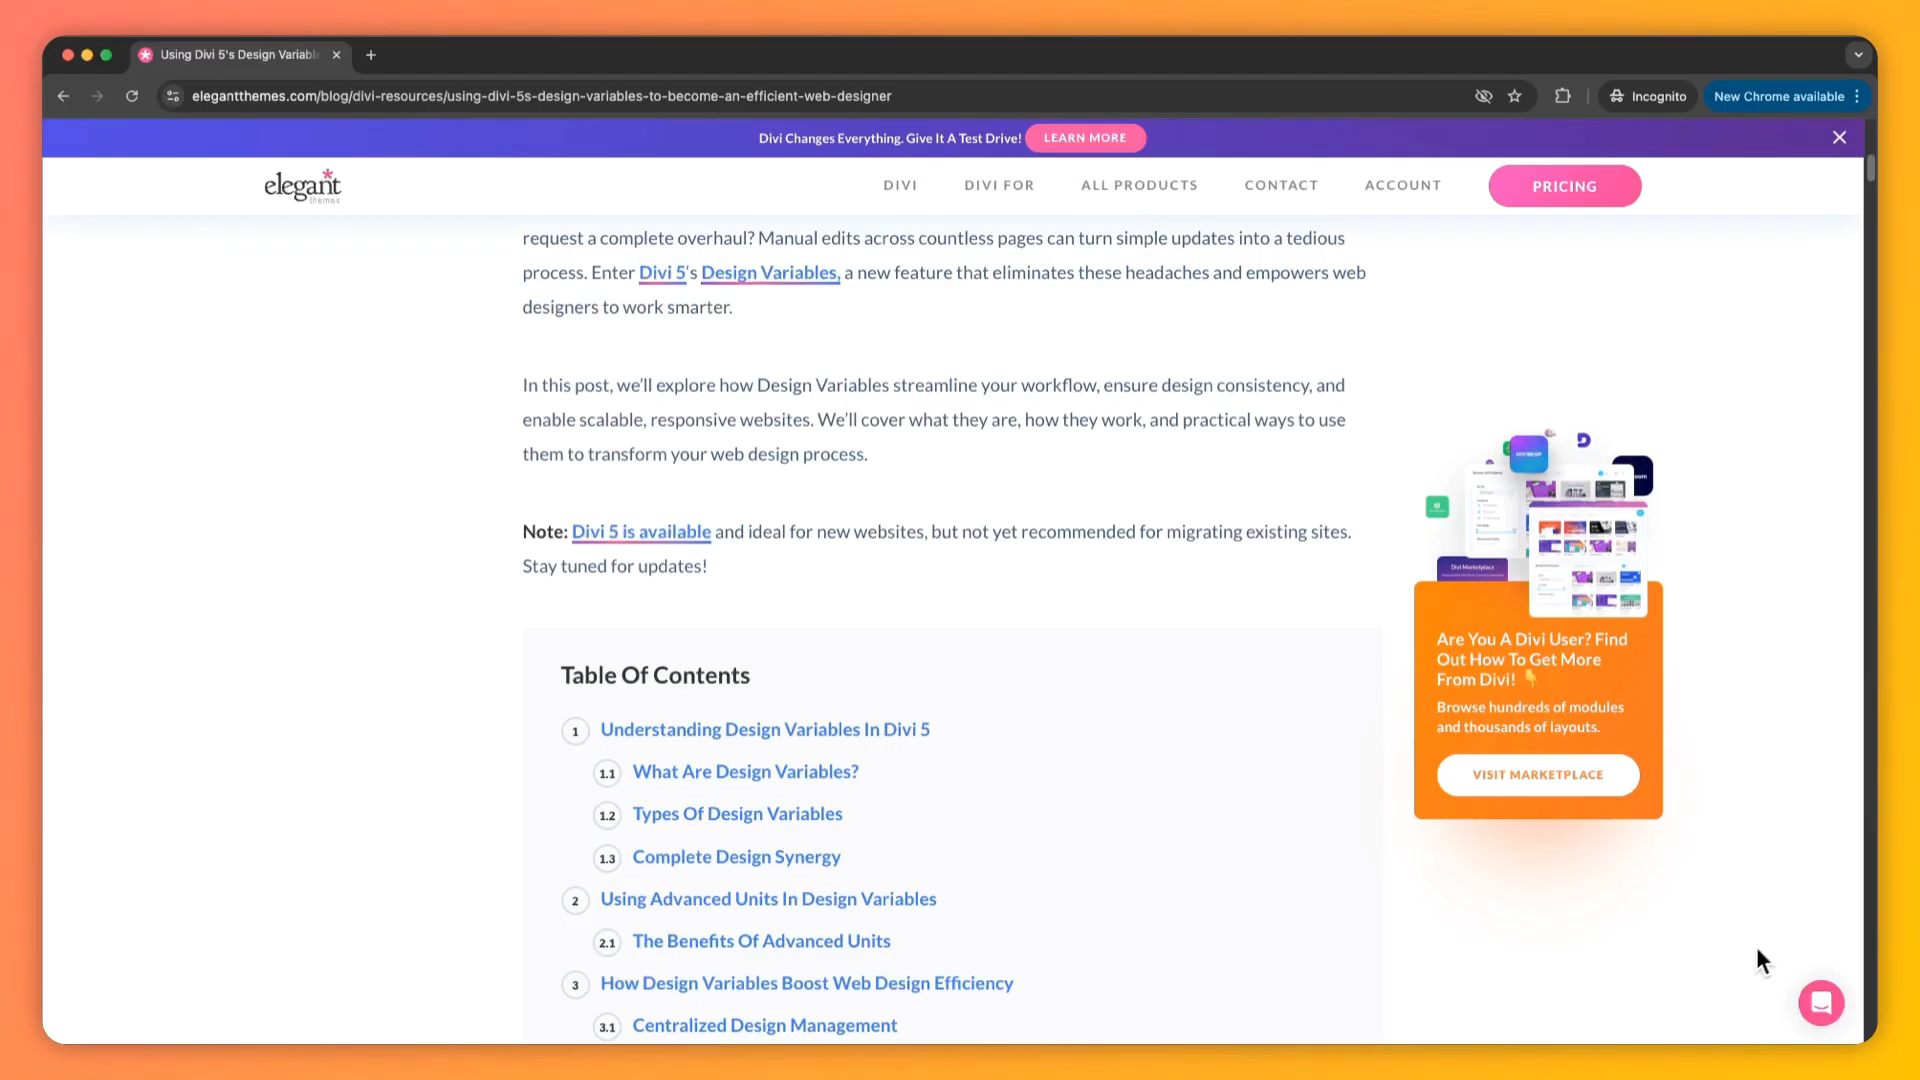 Using Divi 5's Design Variabl
elegantthemes.com/blog/divi-resources/using-divi-5s-design-variables-to-become-an-efficient-web-designer
Incognito
New Chrome available
Divi Changes Everything. Give It A Test Drive!
LEARN MORE
elegant
themes
DIVI
DIVI FOR
ALL PRODUCTS
CONTACT
ACCOUNT
PRICING
request a complete overhaul? Manual edits across countless pages can turn simple updates into a tedious
process. Enter Divi 5's Design Variables, a new feature that eliminates these headaches and empowers web
designers to work smarter.
In this post, we'll explore how Design Variables streamline your workflow, ensure design consistency, and
enable scalable, responsive websites. We'll cover what they are, how they work, and practical ways to use
them to transform your web design process.
Note: Divi 5 is available and ideal for new websites, but not yet recommended for migrating existing sites.
Stay tuned for updates!
Table Of Contents
1 Understanding Design Variables In Divi 5
1.1 What Are Design Variables?
1.2 Types Of Design Variables
1.3 Complete Design Synergy
2 Using Advanced Units In Design Variables
2.1 The Benefits Of Advanced Units
3 How Design Variables Boost Web Design Efficiency
3.1 Centralized Design Management
Divi Marketplace
Are You A Divi User? Find
Out How To Get More
From Divi! 👇
Browse hundreds of modules
and thousands of layouts.
VISIT MARKETPLACE